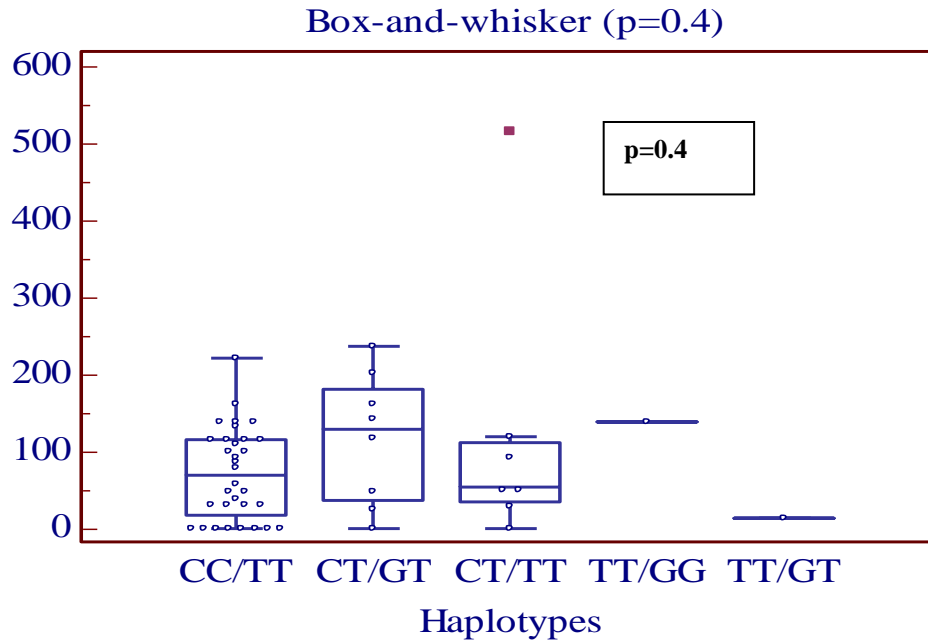 Box-and-whisker (p=0.4)
600
500
400
300
200
100
0
p=0.4
CC/TT CT/GT CT/TT TT/GG TT/GT
Haplotypes